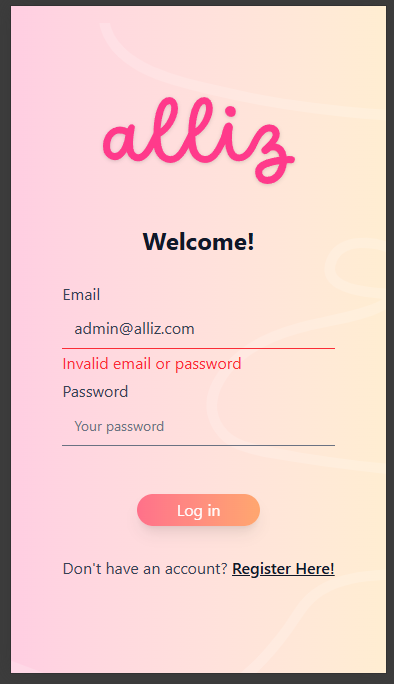 alliz
Welcome!
Email
admin@alliz.com
Invalid email or password
Password
Your password
Log in
Don't have an account? Register Here!